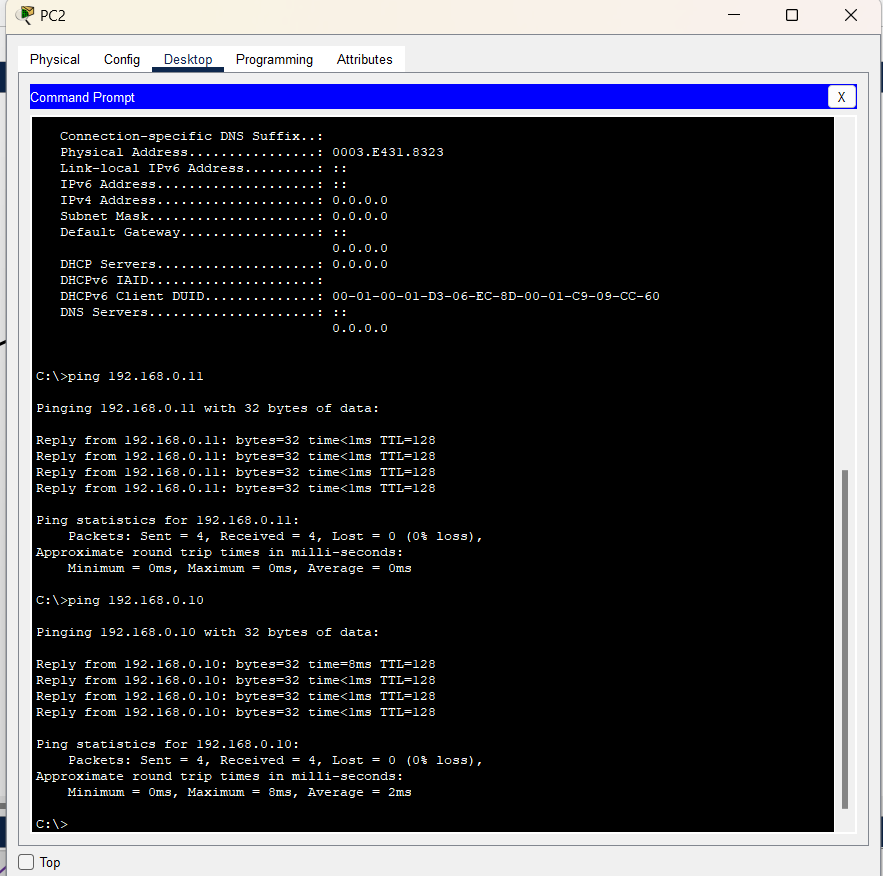 PC2
Physical Config Desktop Programming Attributes
Command Prompt X
Connection-specific DNS Suffix..:
Physical Address................: 0003.E431.8323
Link-local IPv6 Address.........: ::
IPv6 Address....................: ::
IPv4 Address....................: 0.0.0.0
Subnet Mask.....................: 0.0.0.0
Default Gateway.................: ::
0.0.0.0
DHCP Servers....................: 0.0.0.0
DHCPv6 IAID.....................:
DHCPv6 Client DUID..............: 00-01-00-01-D3-06-EC-8D-00-01-C9-09-CC-60
DNS Servers.....................: ::
0.0.0.0
C:\>ping 192.168.0.11
Pinging 192.168.0.11 with 32 bytes of data:
Reply from 192.168.0.11: bytes=32 time<1ms TTL=128
Reply from 192.168.0.11: bytes=32 time<1ms TTL=128
Reply from 192.168.0.11: bytes=32 time<1ms TTL=128
Reply from 192.168.0.11: bytes=32 time<1ms TTL=128
Ping statistics for 192.168.0.11:
Packets: Sent = 4, Received = 4, Lost = 0 (0% loss),
Approximate round trip times in milli-seconds:
Minimum = 0ms, Maximum = 0ms, Average = 0ms
C:\>ping 192.168.0.10
Pinging 192.168.0.10 with 32 bytes of data:
Reply from 192.168.0.10: bytes=32 time=8ms TTL=128
Reply from 192.168.0.10: bytes=32 time<1ms TTL=128
Reply from 192.168.0.10: bytes=32 time<1ms TTL=128
Reply from 192.168.0.10: bytes=32 time<1ms TTL=128
Ping statistics for 192.168.0.10:
Packets: Sent = 4, Received = 4, Lost = 0 (0% loss),
Approximate round trip times in milli-seconds:
Minimum = 0ms, Maximum = 8ms, Average = 2ms
C:\>
Top